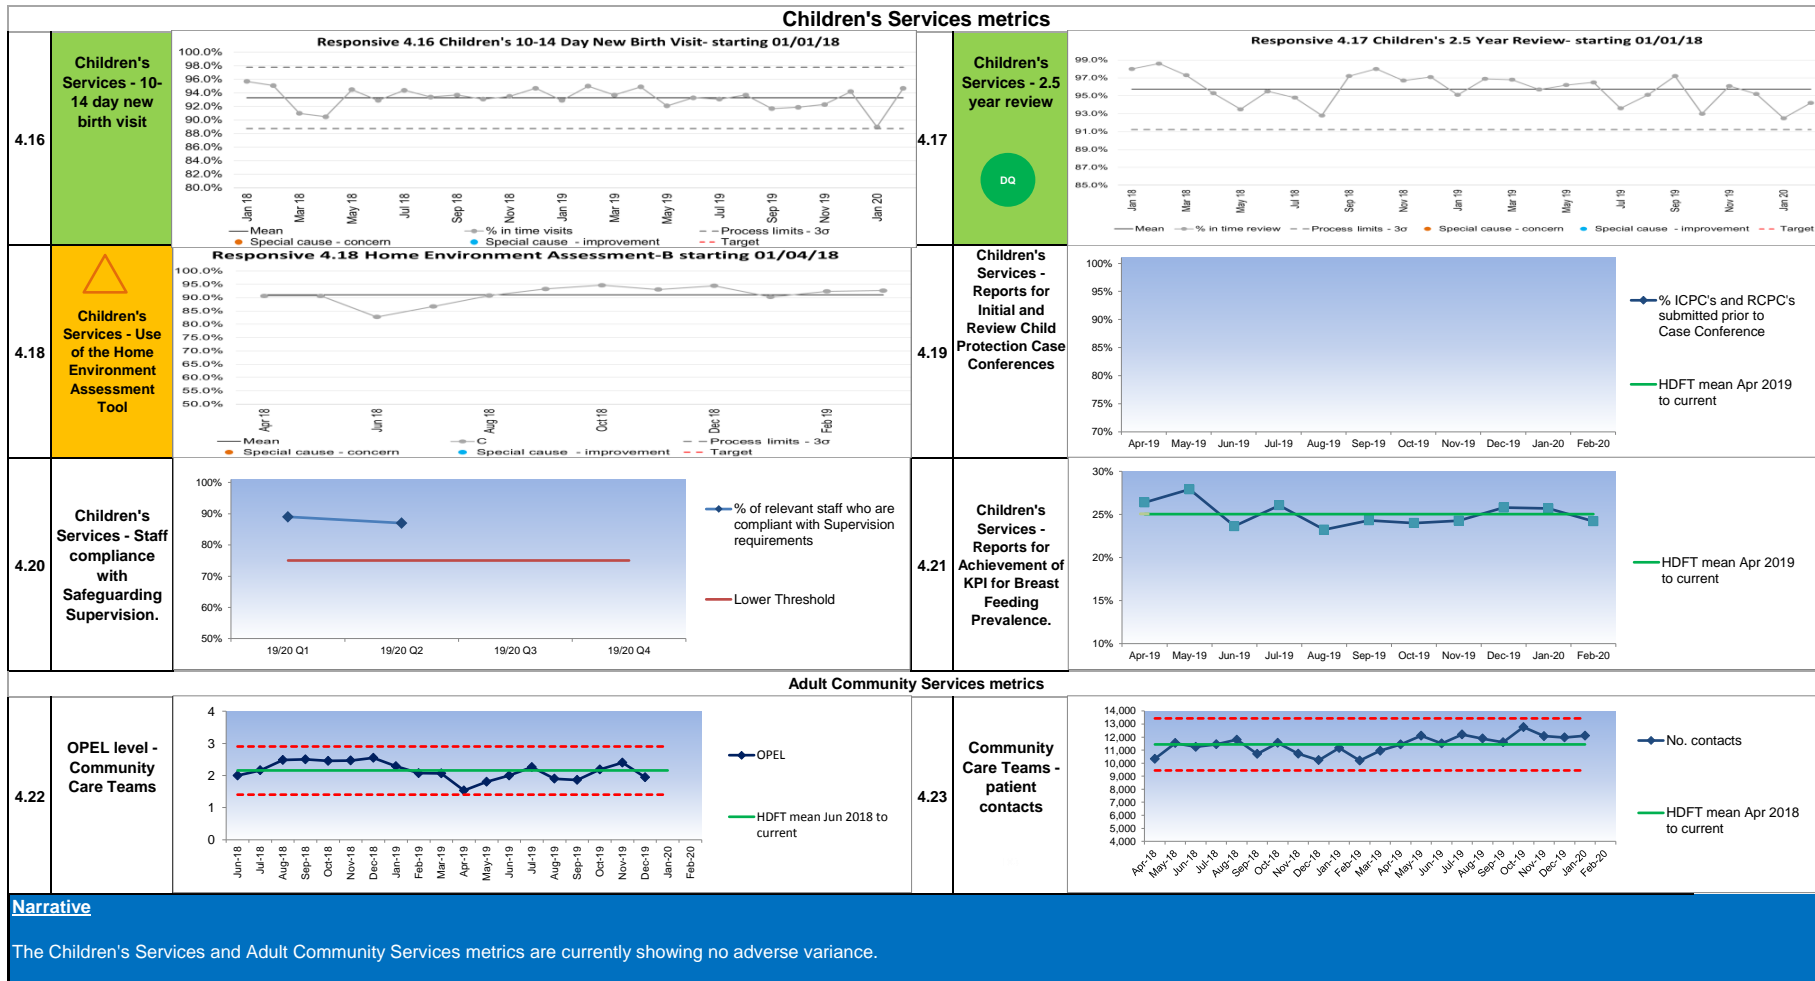 Children's Services metrics
4.16
Children's
Services - 10-
14 day new
birth visit
Responsive 4.16 Children's 10-14 Day New Birth Visit- starting 01/01/18
100.0%
98.0%
96.0%
94.0%
92.0%
90.0%
88.0%
86.0%
84.0%
82.0%
80.0%
Jan 18
Mar 18
May 18
Jul 18
Sep 18
Nov 18
Jan 19
Mar 19
May 19
Jul 19
Sep 19
Nov 19
Jan 20
Mean
% in time visits
Process limits - 3σ
Special cause - concern
Special cause - improvement
Target
4.17
Children's
Services - 2.5
year review
DQ
Responsive 4.17 Children's 2.5 Year Review- starting 01/01/18
99.0%
97.0%
95.0%
93.0%
91.0%
89.0%
87.0%
85.0%
Jan 18
Mar 18
May 18
Jul 18
Sep 18
Nov 18
Jan 19
Mar 19
May 19
Jul 19
Sep 19
Nov 19
Jan 20
Mean
% in time review
Process limits - 3σ
Special cause - concern
Special cause - improvement
Target
4.18
Children's
Services - Use
of the Home
Environment
Assessment
Tool
Responsive 4.18 Home Environment Assessment-B starting 01/04/18
100.0%
95.0%
90.0%
85.0%
80.0%
75.0%
70.0%
65.0%
60.0%
55.0%
50.0%
Apr 18
Jun 18
Aug 18
Oct 18
Dec 18
Feb 19
Mean
C
Process limits - 3σ
Special cause - concern
Special cause - improvement
Target
4.19
Children's
Services -
Reports for
Initial and
Review Child
Protection Case
Conferences
100%
95%
90%
85%
80%
75%
70%
Apr-19
May-19
Jun-19
Jul-19
Aug-19
Sep-19
Oct-19
Nov-19
Dec-19
Jan-20
Feb-20
% ICPC's and RCPC's
submitted prior to
Case Conference
HDFT mean Apr 2019
to current
4.20
Children's
Services - Staff
compliance
with
Safeguarding
Supervision.
100%
90%
80%
70%
60%
50%
19/20 Q1
19/20 Q2
19/20 Q3
19/20 Q4
% of relevant staff who are
compliant with Supervision
requirements
Lower Threshold
4.21
Children's
Services -
Reports for
Achievement of
KPI for Breast
Feeding
Prevalence.
30%
25%
20%
15%
10%
Apr-19
May-19
Jun-19
Jul-19
Aug-19
Sep-19
Oct-19
Nov-19
Dec-19
Jan-20
Feb-20
HDFT mean Apr 2019
to current
Adult Community Services metrics
4.22
OPEL level -
Community
Care Teams
4
3
2
1
0
Jun-18
Jul-18
Aug-18
Sep-18
Oct-18
Nov-18
Dec-18
Jan-19
Feb-19
Mar-19
Apr-19
May-19
Jun-19
Jul-19
Aug-19
Sep-19
Oct-19
Nov-19
Dec-19
Jan-20
Feb-20
OPEL
HDFT mean Jun 2018 to
current
4.23
Community
Care Teams -
patient
contacts
14,000
13,000
12,000
11,000
10,000
9,000
8,000
7,000
6,000
5,000
4,000
Apr-18
May-18
Jun-18
Jul-18
Aug-18
Sep-18
Oct-18
Nov-18
Dec-18
Jan-19
Feb-19
Mar-19
Apr-19
May-19
Jun-19
Jul-19
Aug-19
Sep-19
Oct-19
Nov-19
Dec-19
Jan-20
Feb-20
No. contacts
HDFT mean Apr 2018
to current
Narrative
The Children's Services and Adult Community Services metrics are currently showing no adverse variance.